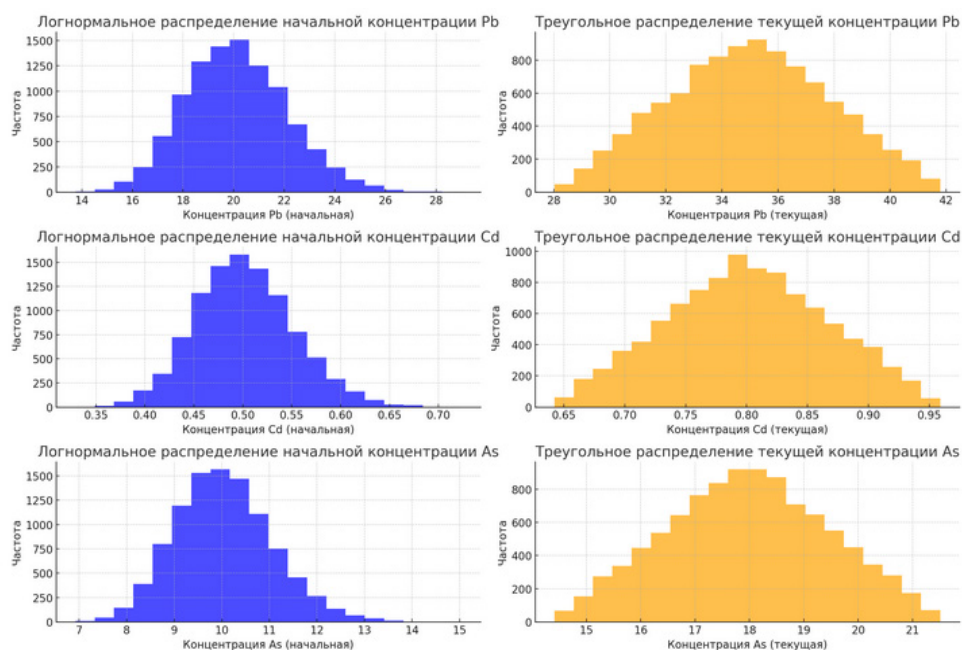 Логнормальное распределение начальной концентрации Pb
Частота
1500
1250
1000
750
500
250
0
14 16 18 20 22 24 26 28
Концентрация Pb (начальная)
Треугольное распределение текущей концентрации Pb
Частота
800
600
400
200
0
28 30 32 34 36 38 40 42
Концентрация Pb (текущая)
Логнормальное распределение начальной концентрации Cd
Частота
1500
1250
1000
750
500
250
0
0.35 0.40 0.45 0.50 0.55 0.60 0.65 0.70
Концентрация Cd (начальная)
Треугольное распределение текущей концентрации Cd
Частота
1000
800
600
400
200
0
0.65 0.70 0.75 0.80 0.85 0.90 0.95
Концентрация Cd (текущая)
Логнормальное распределение начальной концентрации As
Частота
1500
1250
1000
750
500
250
0
7 8 9 10 11 12 13 14 15
Концентрация As (начальная)
Треугольное распределение текущей концентрации As
Частота
800
600
400
200
0
15 16 17 18 19 20 21
Концентрация As (текущая)